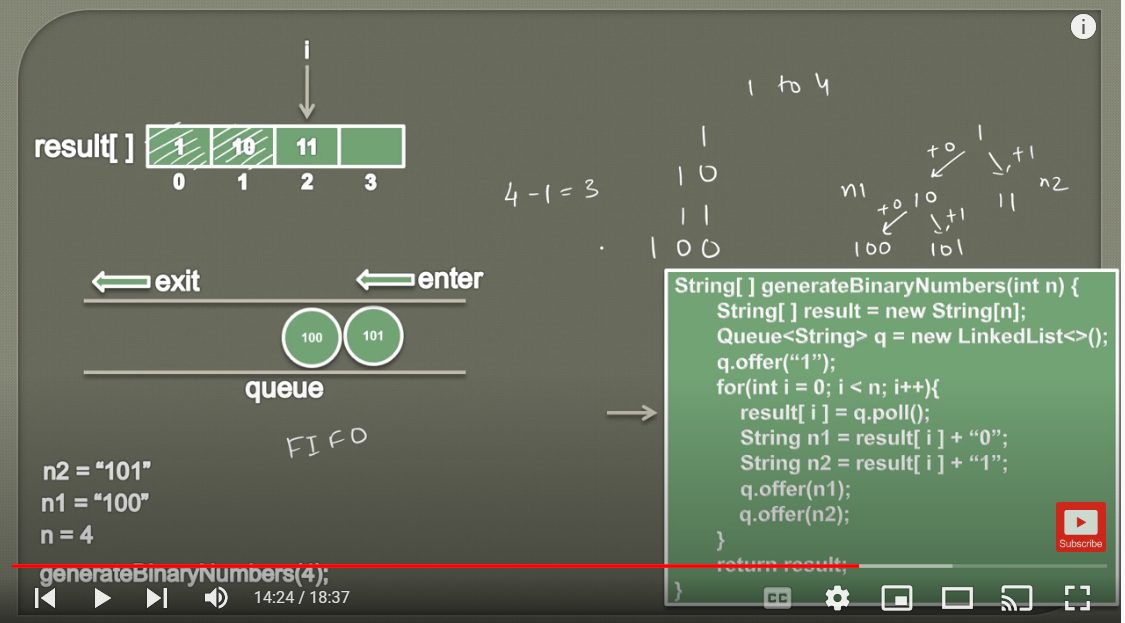 i
1 to 4
result[ ] 1 10 11
0 1 2 3
4 - 1 = 3
1
10
11
100
1
+0 +1
n1 10 11 n2
+0 +1
100 101
exit enter
100 101
queue
FIFO
n2 = “101”
n1 = “100”
n = 4
generateBinaryNumbers(4);
String[ ] generateBinaryNumbers(int n) {
String[ ] result = new String[n];
Queue<String> q = new LinkedList<>();
q.offer(“1”);
for(int i = 0; i < n; i++){
result[ i ] = q.poll();
String n1 = result[ i ] + “0”;
String n2 = result[ i ] + “1”;
q.offer(n1);
q.offer(n2);
}
return result;
}
Subscribe
14:24 / 18:37
CC